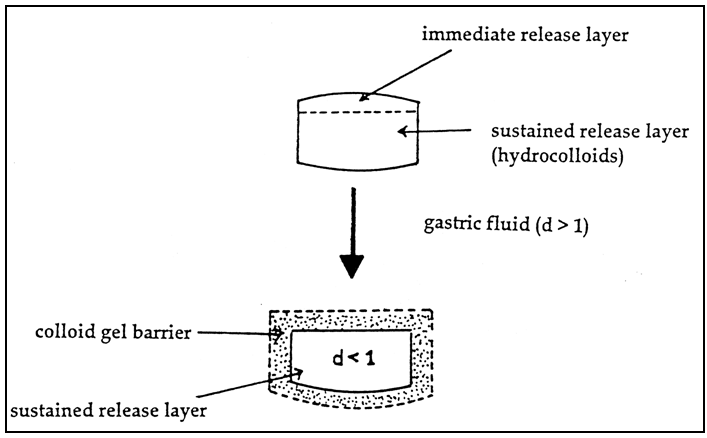 immediate release layer
sustained release layer
(hydrocolloids)
gastric fluid (d > 1)
colloid gel barrier
d < 1
sustained release layer